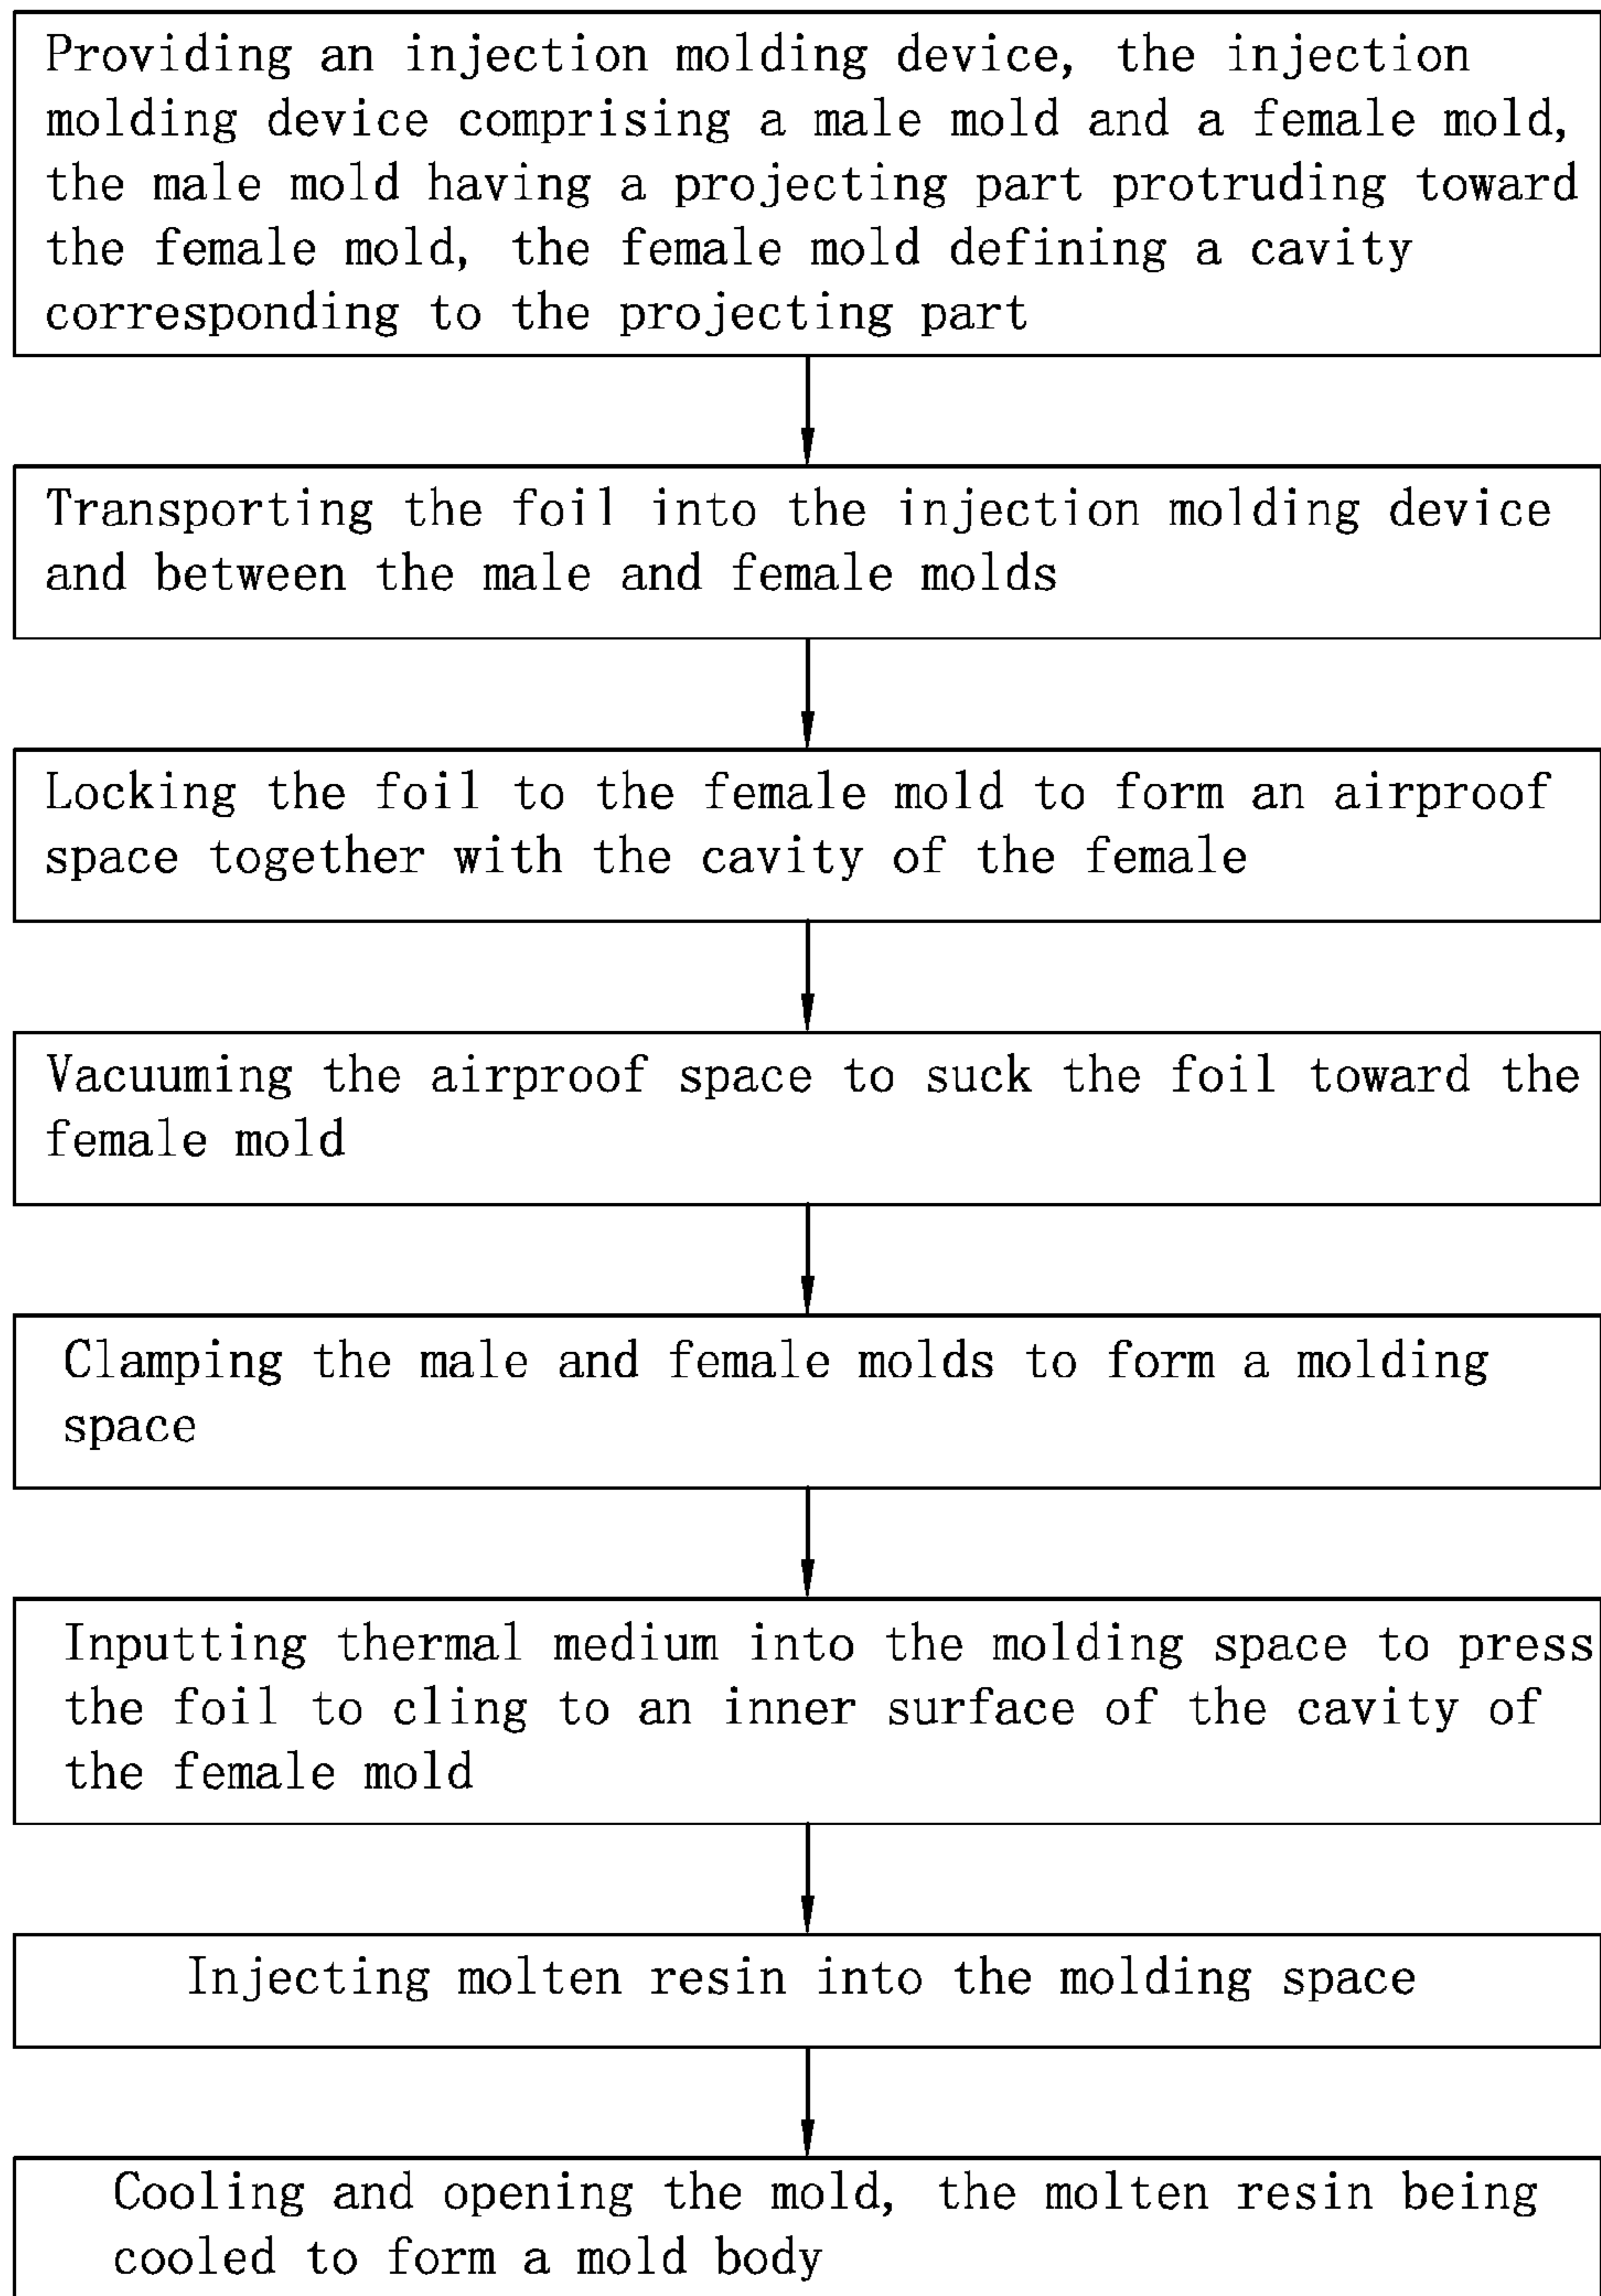 Providing an injection molding device, the injection
molding device comprising a male mold and a female mold,
the male mold having a projecting part protruding toward
the female mold, the female mold defining a cavity
corresponding to the projecting part
Transporting the foil into the injection molding device
and between the male and female molds
Locking the foil to the female mold to form an airproof
space together with the cavity of the female
Vacuuming the airproof space to suck the foil toward the
female mold
Clamping the male and female molds to form a molding
space
Inputting thermal medium into the molding space to press
the foil to cling to an inner surface of the cavity of
the female mold
Injecting molten resin into the molding space
Cooling and opening the mold, the molten resin being
cooled to form a mold body